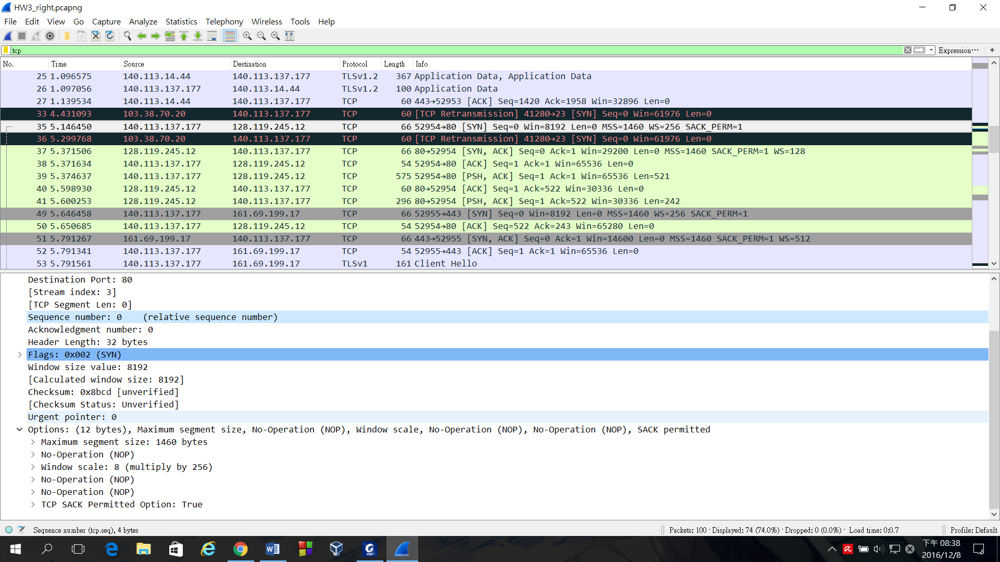 HW3_right.pcapng
File Edit View Go Capture Analyze Statistics Telephony Wireless Tools Help
tcp
Expression…
+
No. Time Source Destination Protocol Length Info
25 1.096575 140.113.14.44 140.113.137.177 TLSv1.2 367 Application Data, Application Data
26 1.097056 140.113.137.177 140.113.14.44 TLSv1.2 100 Application Data
27 1.139534 140.113.14.44 140.113.137.177 TCP 60 443→52953 [ACK] Seq=1420 Ack=1958 Win=32896 Len=0
33 4.431093 103.38.70.20 140.113.137.177 TCP 60 [TCP Retransmission] 41280→23 [SYN] Seq=0 Win=61976 Len=0
35 5.146450 140.113.137.177 128.119.245.12 TCP 66 52954→80 [SYN] Seq=0 Win=8192 Len=0 MSS=1460 WS=256 SACK_PERM=1
36 5.299768 103.38.70.20 140.113.137.177 TCP 60 [TCP Retransmission] 41280→23 [SYN] Seq=0 Win=61976 Len=0
37 5.371506 128.119.245.12 140.113.137.177 TCP 66 80→52954 [SYN, ACK] Seq=0 Ack=1 Win=29200 Len=0 MSS=1460 SACK_PERM=1 WS=128
38 5.371634 140.113.137.177 128.119.245.12 TCP 54 52954→80 [ACK] Seq=1 Ack=1 Win=65536 Len=0
39 5.374637 140.113.137.177 128.119.245.12 TCP 575 52954→80 [PSH, ACK] Seq=1 Ack=1 Win=65536 Len=521
40 5.598930 128.119.245.12 140.113.137.177 TCP 60 80→52954 [ACK] Seq=1 Ack=522 Win=30336 Len=0
41 5.600253 128.119.245.12 140.113.137.177 TCP 296 80→52954 [PSH, ACK] Seq=1 Ack=522 Win=30336 Len=242
49 5.646458 140.113.137.177 161.69.199.17 TCP 66 52955→443 [SYN] Seq=0 Win=8192 Len=0 MSS=1460 WS=256 SACK_PERM=1
50 5.650685 140.113.137.177 128.119.245.12 TCP 54 52954→80 [ACK] Seq=522 Ack=243 Win=65280 Len=0
51 5.791267 161.69.199.17 140.113.137.177 TCP 66 443→52955 [SYN, ACK] Seq=0 Ack=1 Win=14600 Len=0 MSS=1460 SACK_PERM=1 WS=512
52 5.791341 140.113.137.177 161.69.199.17 TCP 54 52955→443 [ACK] Seq=1 Ack=1 Win=65536 Len=0
53 5.791561 140.113.137.177 161.69.199.17 TLSv1 161 Client Hello
Destination Port: 80
[Stream index: 3]
[TCP Segment Len: 0]
Sequence number: 0    (relative sequence number)
Acknowledgment number: 0
Header Length: 32 bytes
Flags: 0x002 (SYN)
Window size value: 8192
[Calculated window size: 8192]
Checksum: 0x8bcd [unverified]
[Checksum Status: Unverified]
Urgent pointer: 0
Options: (12 bytes), Maximum segment size, No-Operation (NOP), Window scale, No-Operation (NOP), No-Operation (NOP), SACK permitted
Maximum segment size: 1460 bytes
No-Operation (NOP)
Window scale: 8 (multiply by 256)
No-Operation (NOP)
No-Operation (NOP)
TCP SACK Permitted Option: True
Sequence number (tcp.seq), 4 bytes
Packets: 100 · Displayed: 74 (74.0%) · Dropped: 0 (0.0%) · Load time: 0:0.7
Profile: Default
下午 08:38
2016/12/8